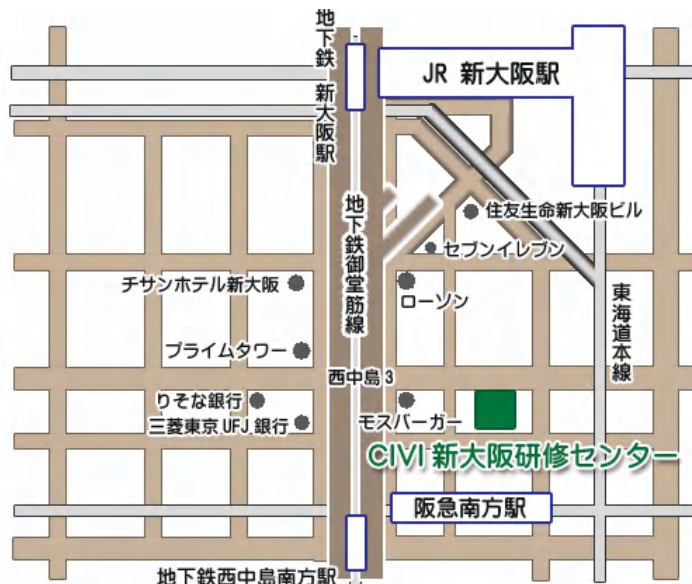 地下鉄 新大阪駅
JR 新大阪駅
住友生命新大阪ビル
セブンイレブン
地下鉄御堂筋線
チサンホテル新大阪
ローソン
東海道本線
プライムタワー
西中島3
りそな銀行
モスバーガー
三菱東京UFJ銀行
CIVI 新大阪研修センター
阪急南方駅
地下鉄西中島南方駅